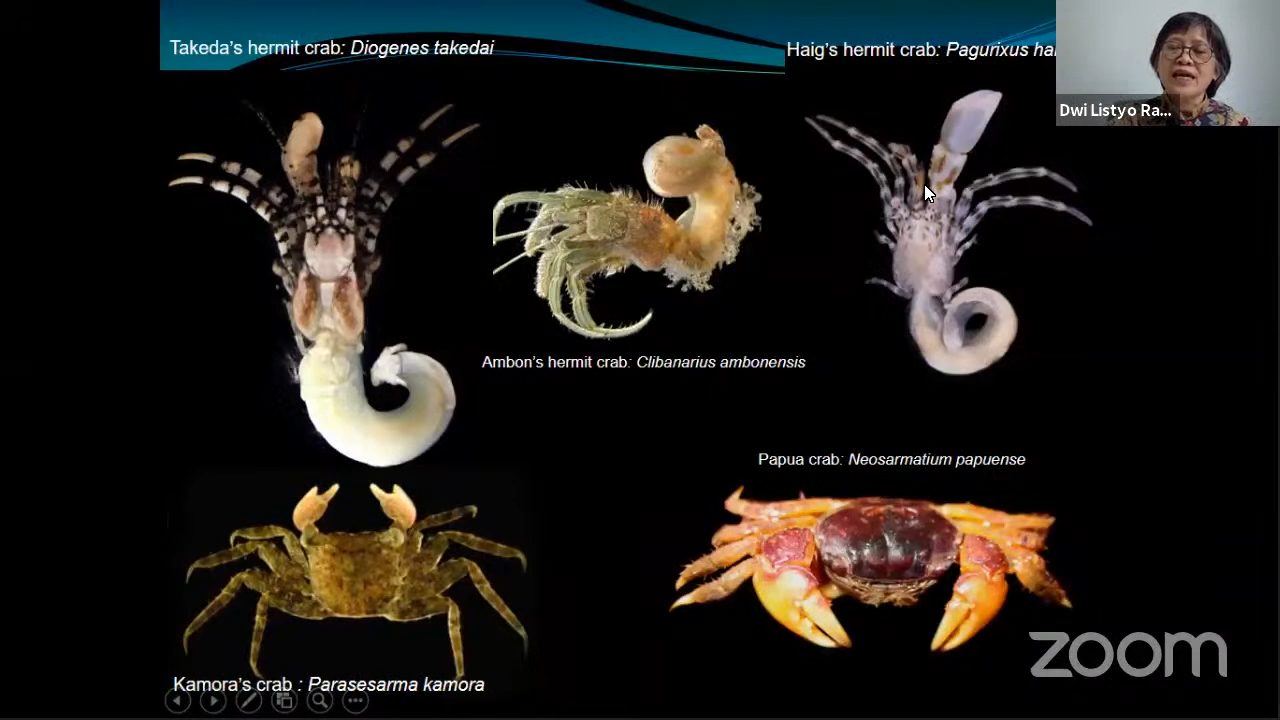 Takeda's hermit crab: Diogenes takedai
Haig's hermit crab: Pagurixus
Dwi Listyo Ra...
Ambon's hermit crab: Clibanarius ambonensis
Papua crab: Neosarmatium papuense
Kamora's crab : Parasesarma kamora
zoom